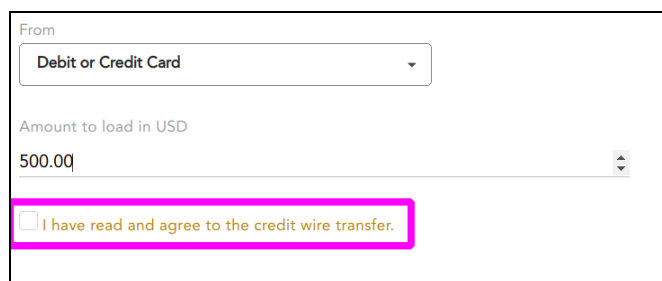 From
Debit or Credit Card
Amount to load in USD
500.00
I have read and agree to the credit wire transfer.